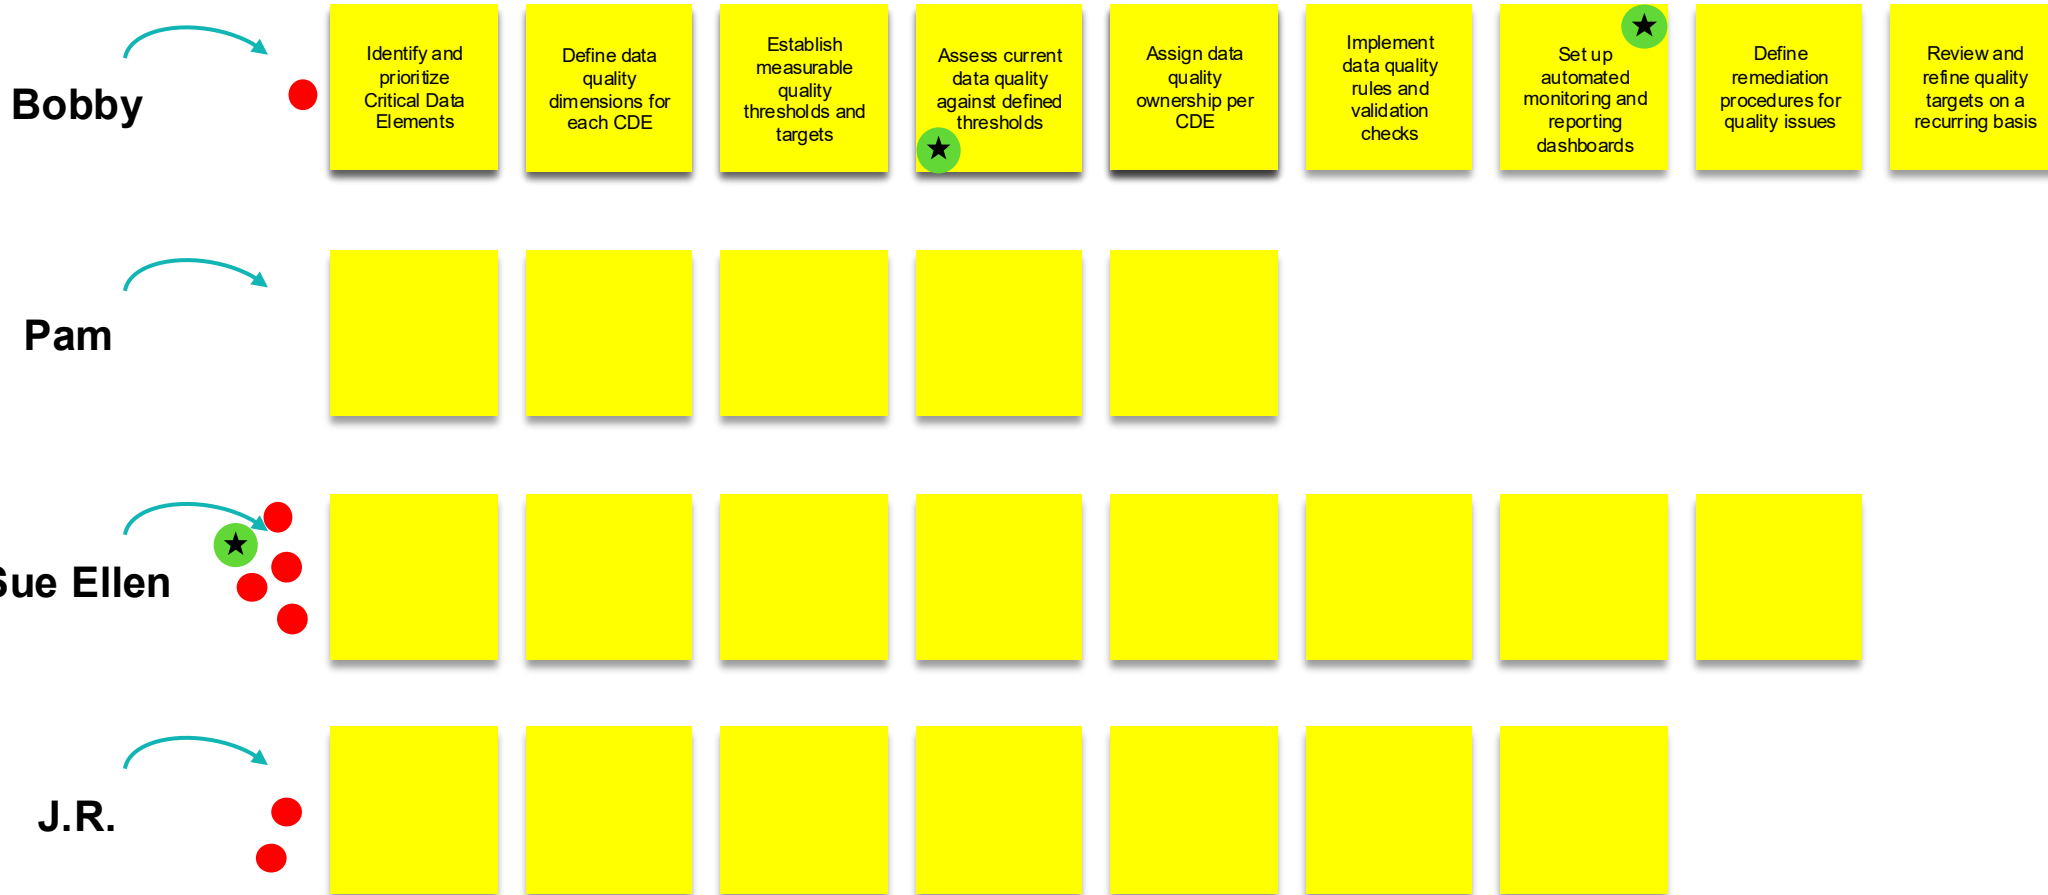 Bobby
Identify and
prioritize
Critical Data
Elements
Define data
quality
dimensions for
each CDE
Establish
measurable
quality
thresholds and
targets
Assess current
data quality
against defined
thresholds
Assign data
quality
ownership per
CDE
Implement
data quality
rules and
validation
checks
Set up
automated
monitoring and
reporting
dashboards
Define
remediation
procedures for
quality issues
Review and
refine quality
targets on a
recurring basis
Pam
Sue Ellen
J.R.